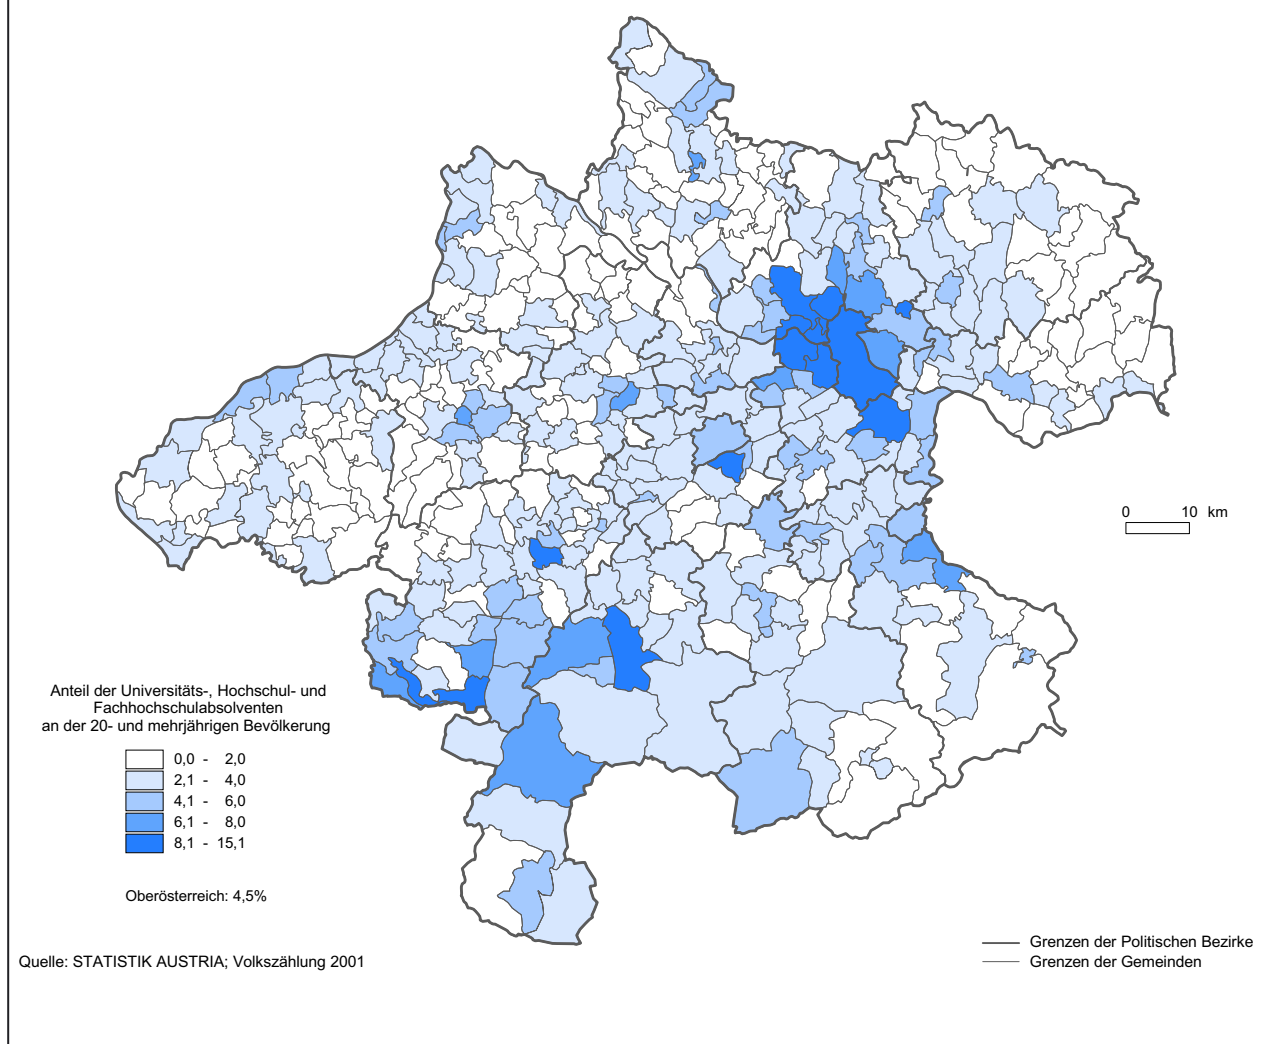 0 10 km
Anteil der Universitäts-, Hochschul- und
Fachhochschulabsolventen
an der 20- und mehrjährigen Bevölkerung
0,0 - 2,0
2,1 - 4,0
4,1 - 6,0
6,1 - 8,0
8,1 - 15,1
Oberösterreich: 4,5%
Grenzen der Politischen Bezirke
Grenzen der Gemeinden
Quelle: STATISTIK AUSTRIA; Volkszählung 2001